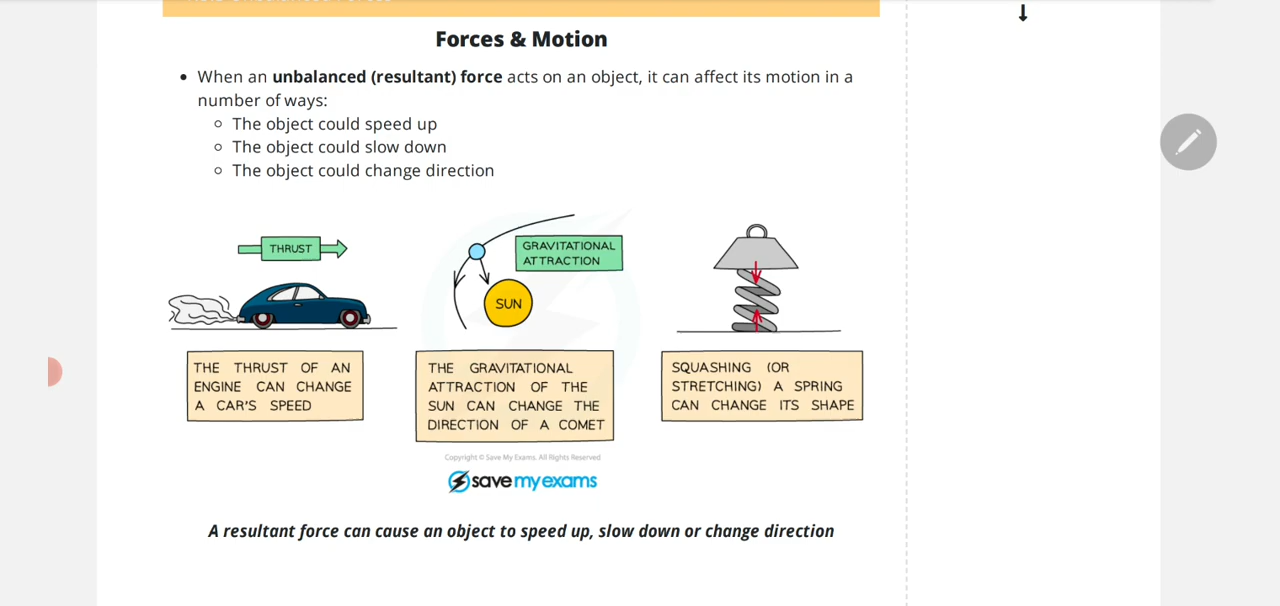 Forces & Motion
• When an unbalanced (resultant) force acts on an object, it can affect its motion in a
number of ways:
○ The object could speed up
○ The object could slow down
○ The object could change direction
THRUST
GRAVITATIONAL
ATTRACTION
SUN
THE THRUST OF AN
ENGINE CAN CHANGE
A CAR'S SPEED
THE GRAVITATIONAL
ATTRACTION OF THE
SUN CAN CHANGE THE
DIRECTION OF A COMET
SQUASHING (OR
STRETCHING) A SPRING
CAN CHANGE ITS SHAPE
Copyright © Save My Exams. All Rights Reserved
savemyexams
A resultant force can cause an object to speed up, slow down or change direction